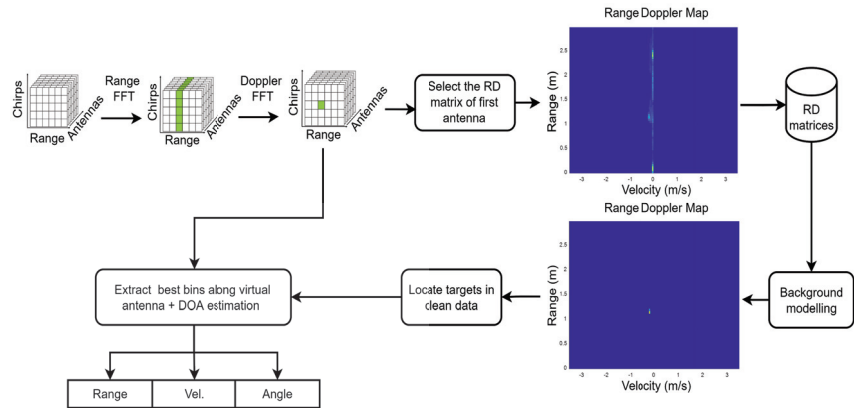 Chirps
Range
Antennas
Range
FFT
Chirps
Range
Antennas
Doppler
FFT
Chirps
Range
Antennas
Select the RD
matrix of first
antenna
Range Doppler Map
Range (m)
2.5
2
1.5
1
0.5
0
-3
-2
-1
0
1
2
3
Velocity (m/s)
RD
matrices
Background
modelling
Range Doppler Map
Range (m)
2.5
2
1.5
1
0.5
0
-3
-2
-1
0
1
2
3
Velocity (m/s)
Locate targets in
clean data
Extract best bins along virtual
antenna + DOA estimation
Range
Vel.
Angle